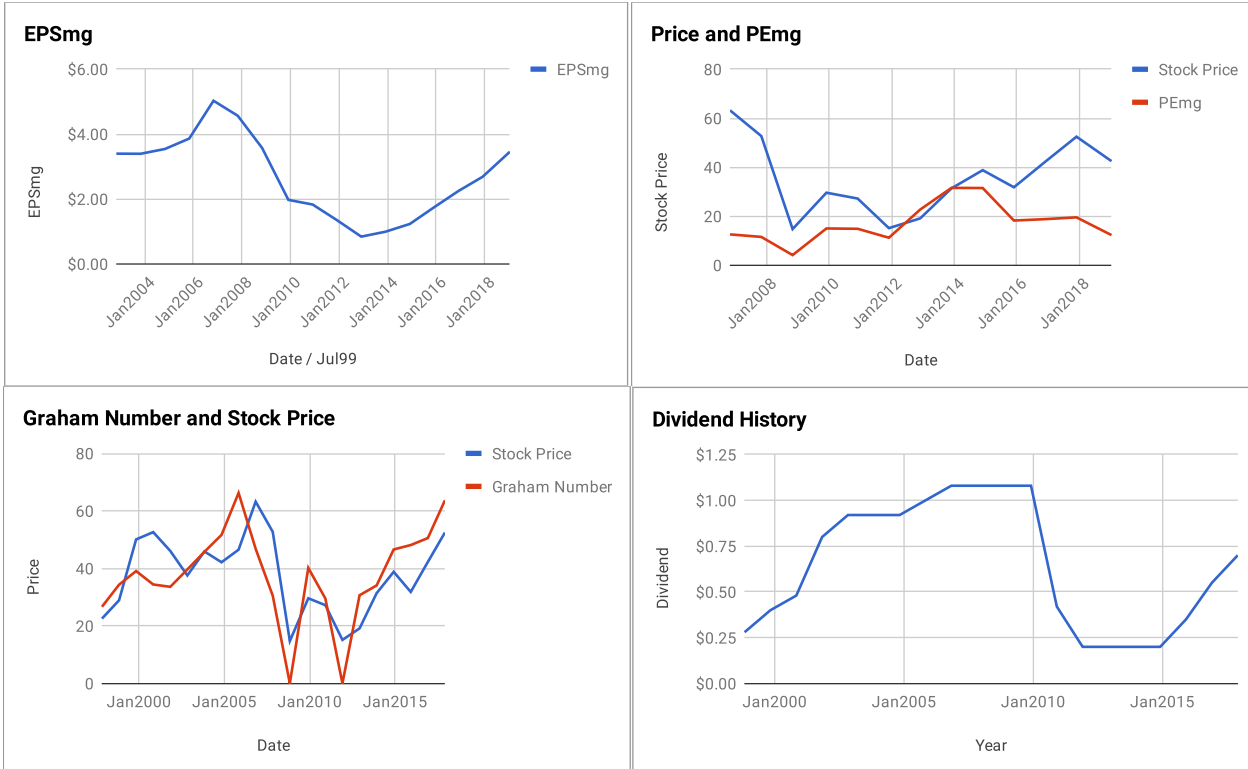 EPSmg
$6.00
$4.00
$2.00
$0.00
EPSmg
EPSmg
Jan2004
Jan2006
Jan2008
Jan2010
Jan2012
Jan2014
Jan2016
Jan2018
Date / Jul99
Price and PEmg
80
60
40
20
0
Stock Price
Stock Price
PEmg
Jan2008
Jan2010
Jan2012
Jan2014
Jan2016
Jan2018
Date
Graham Number and Stock Price
80
60
40
20
0
Price
Stock Price
Graham Number
Jan2000
Jan2005
Jan2010
Jan2015
Date
Dividend History
$1.25
$1.00
$0.75
$0.50
$0.25
$0.00
Dividend
Jan2000
Jan2005
Jan2010
Jan2015
Year